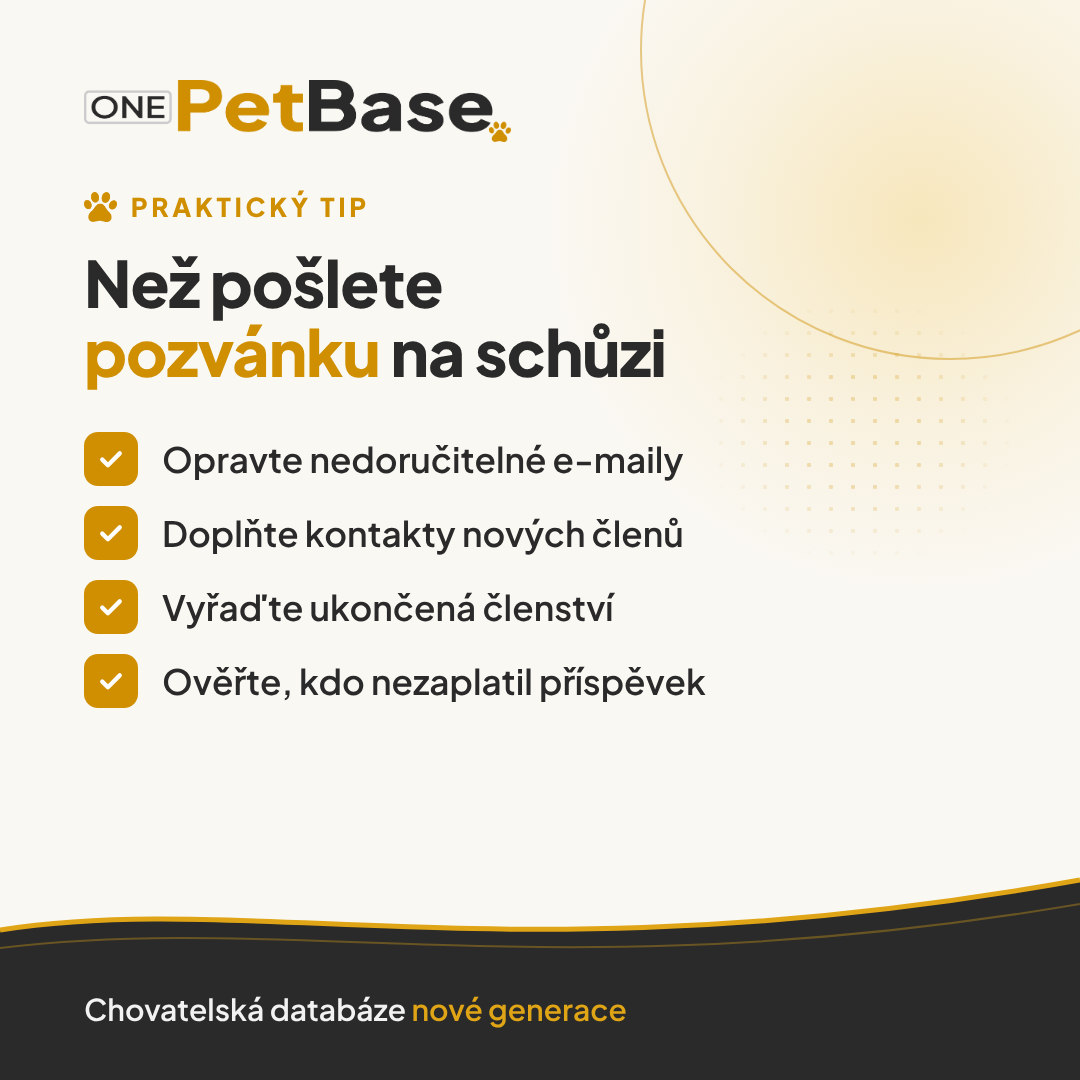 ONE PetBase
PRAKTICKÝ TIP
Než pošlete
pozvánku na schůzi
Opravte nedoručitelné e-maily
Doplňte kontakty nových členů
Vyřaďte ukončená členství
Ověřte, kdo nezaplatil příspěvek
Chovatelská databáze nové generace